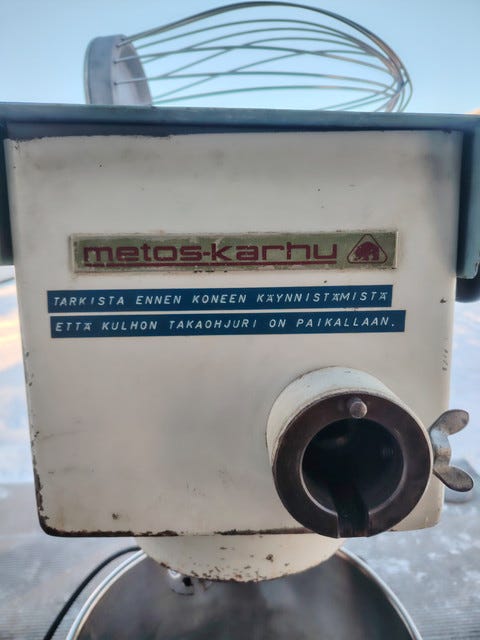 metos-karhu
TARKISTA ENNEN KONEEN KÄYNNISTÄMISTÄ
ETTÄ KULHON TAKAOHJURI ON PAIKALLAAN.